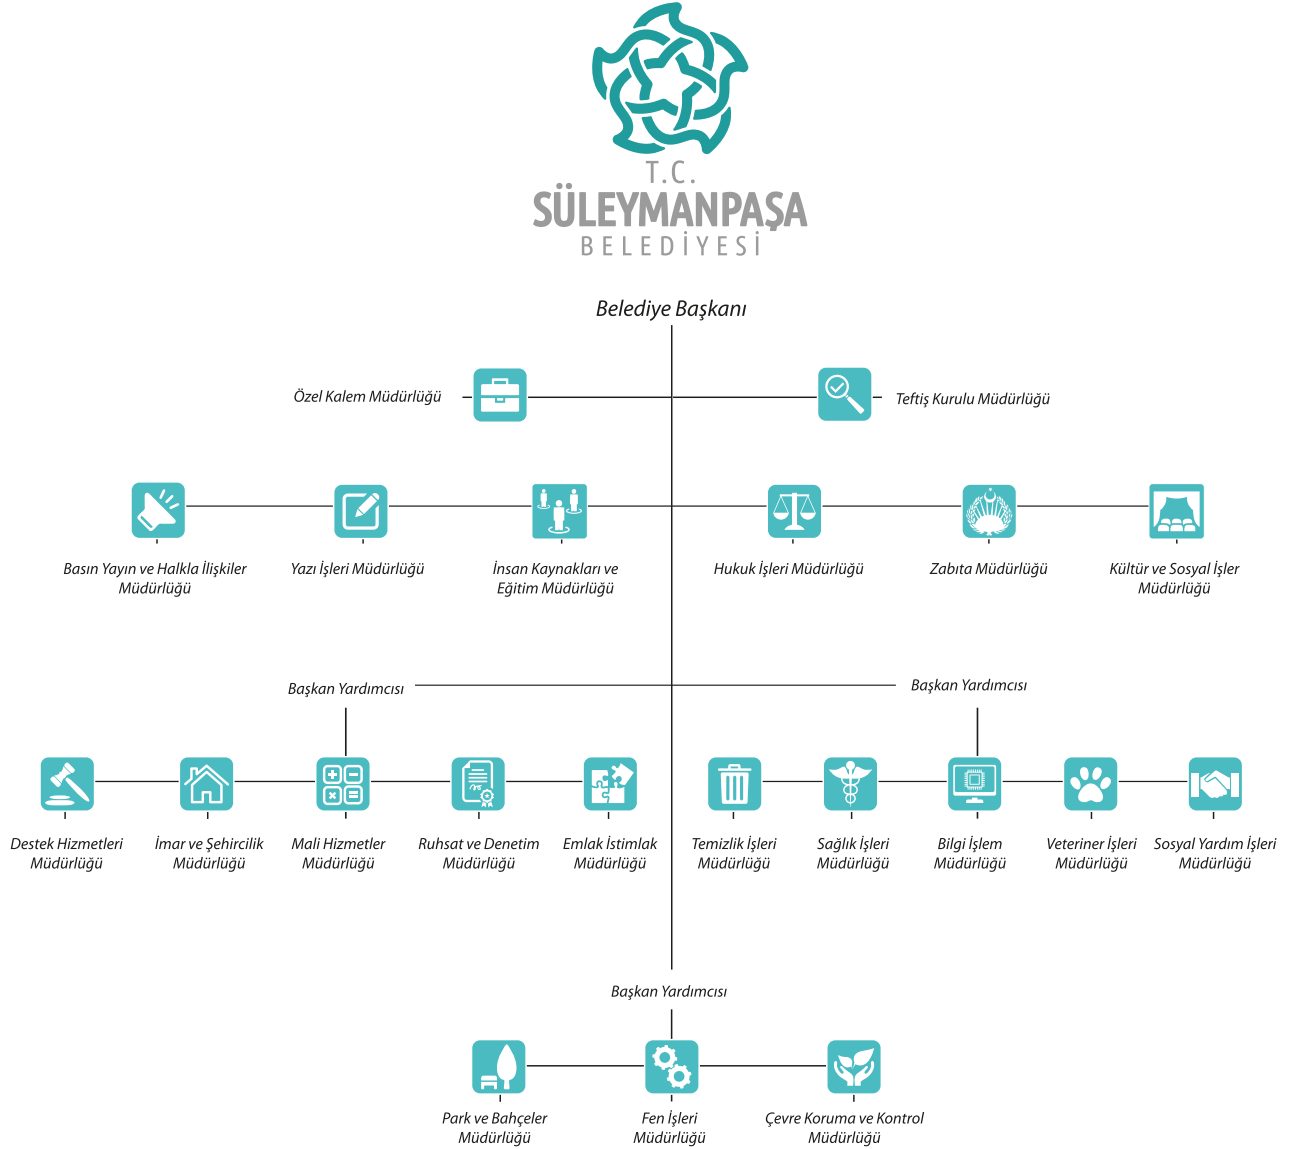 T.C.
SÜLEYMANPAŞA
BELEDİYESİ
Belediye Başkanı
Özel Kalem Müdürlüğü
Teftiş Kurulu Müdürlüğü
Basın Yayın ve Halkla İlişkiler
Müdürlüğü
Yazı İşleri Müdürlüğü
İnsan Kaynakları ve
Eğitim Müdürlüğü
Hukuk İşleri Müdürlüğü
Zabıta Müdürlüğü
Kültür ve Sosyal İşler
Müdürlüğü
Başkan Yardımcısı
Başkan Yardımcısı
Destek Hizmetleri
Müdürlüğü
İmar ve Şehircilik
Müdürlüğü
Mali Hizmetler
Müdürlüğü
Ruhsat ve Denetim
Müdürlüğü
Emlak İstimlak
Müdürlüğü
Temizlik İşleri
Müdürlüğü
Sağlık İşleri
Müdürlüğü
Bilgi İşlem
Müdürlüğü
Veteriner İşleri
Müdürlüğü
Sosyal Yardım İşleri
Müdürlüğü
Başkan Yardımcısı
Park ve Bahçeler
Müdürlüğü
Fen İşleri
Müdürlüğü
Çevre Koruma ve Kontrol
Müdürlüğü